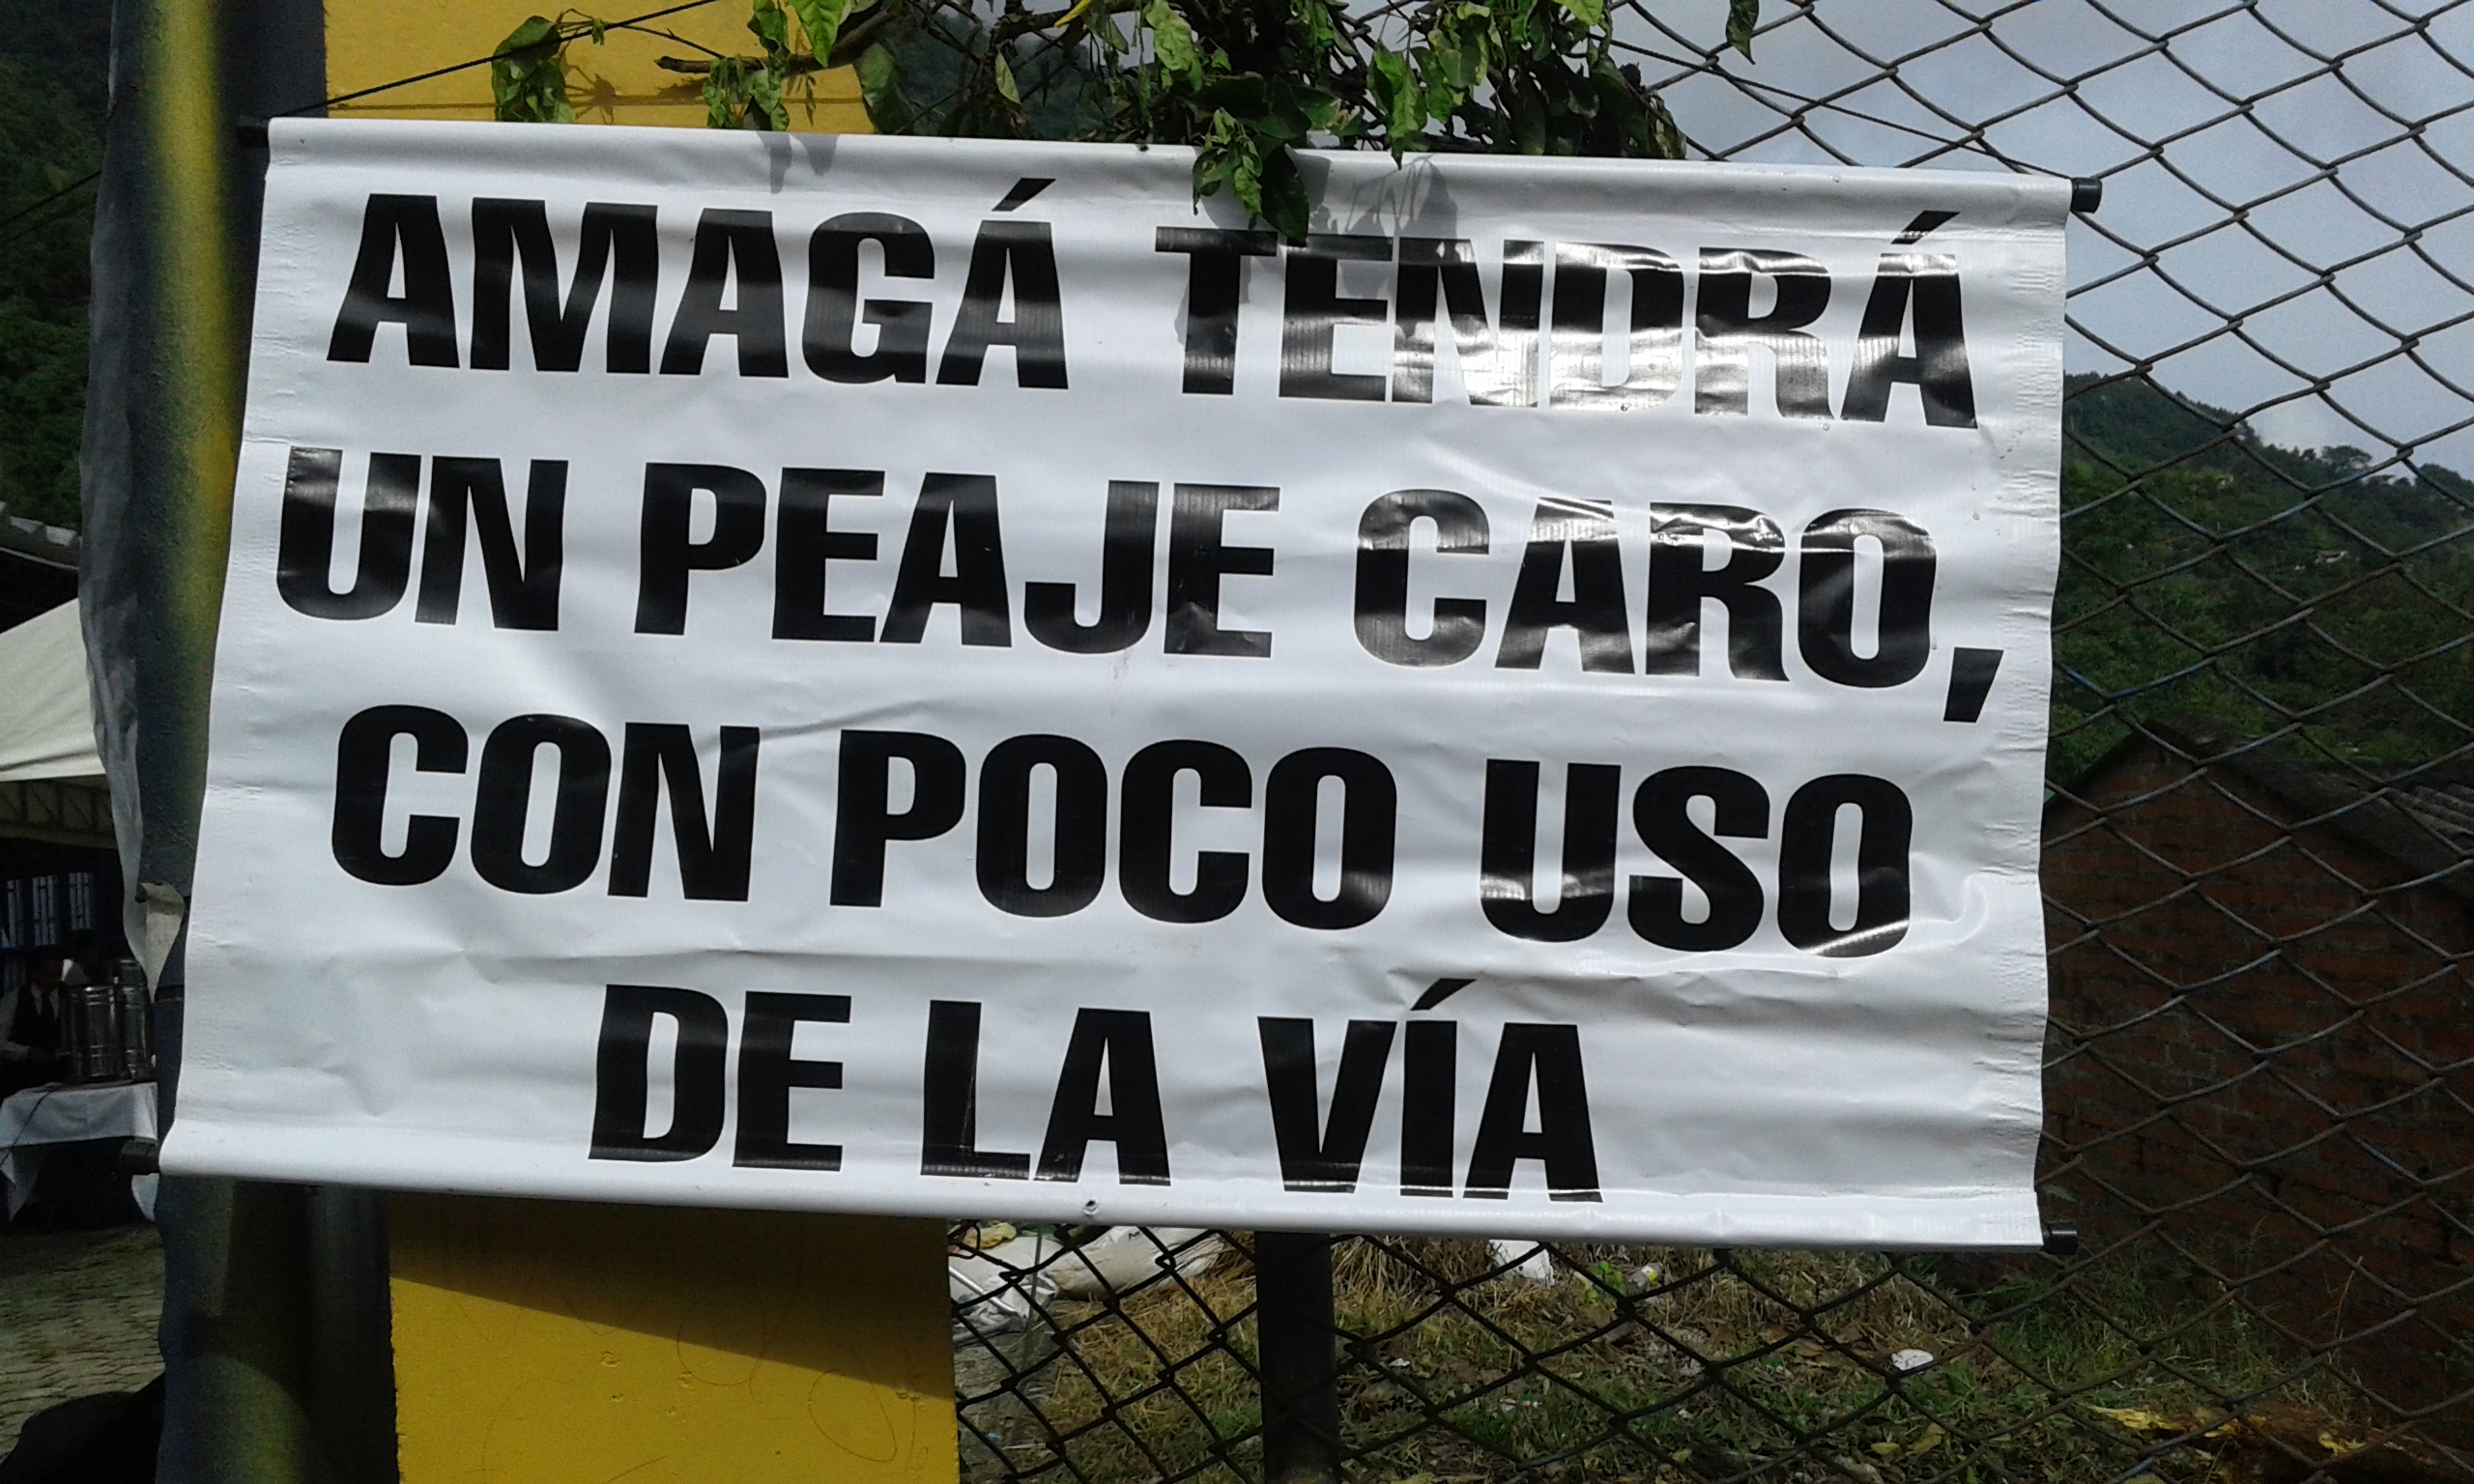 AMAGÁ TENDRÁ
UN PEAJE CARO,
CON POCO USO
DE LA VÍA